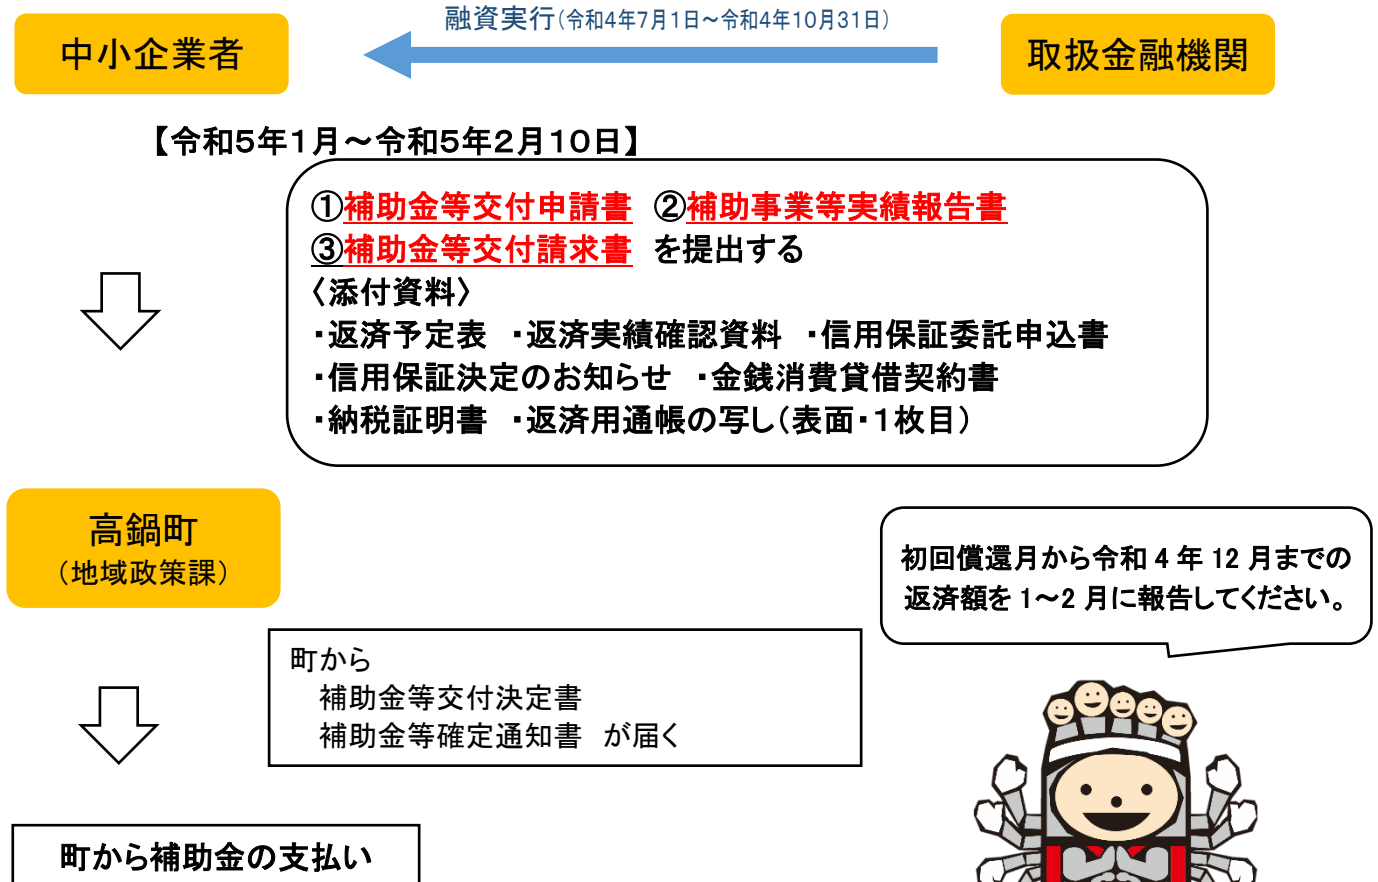 融資実行(令和4年7月1日～令和4年10月31日)
中小企業者
取扱金融機関
【令和5年1月～令和5年2月10日】
①補助金等交付申請書　②補助事業等実績報告書
③補助金等交付請求書　を提出する
〈添付資料〉
・返済予定表　・返済実績確認資料　・信用保証委託申込書
・信用保証決定のお知らせ　・金銭消費貸借契約書
・納税証明書　・返済用通帳の写し（表面・1枚目）
高鍋町
（地域政策課）
初回償還月から令和 4 年 12 月までの
返済額を 1～2 月に報告してください。
町から
補助金等交付決定書
補助金等確定通知書　が届く
町から補助金の支払い